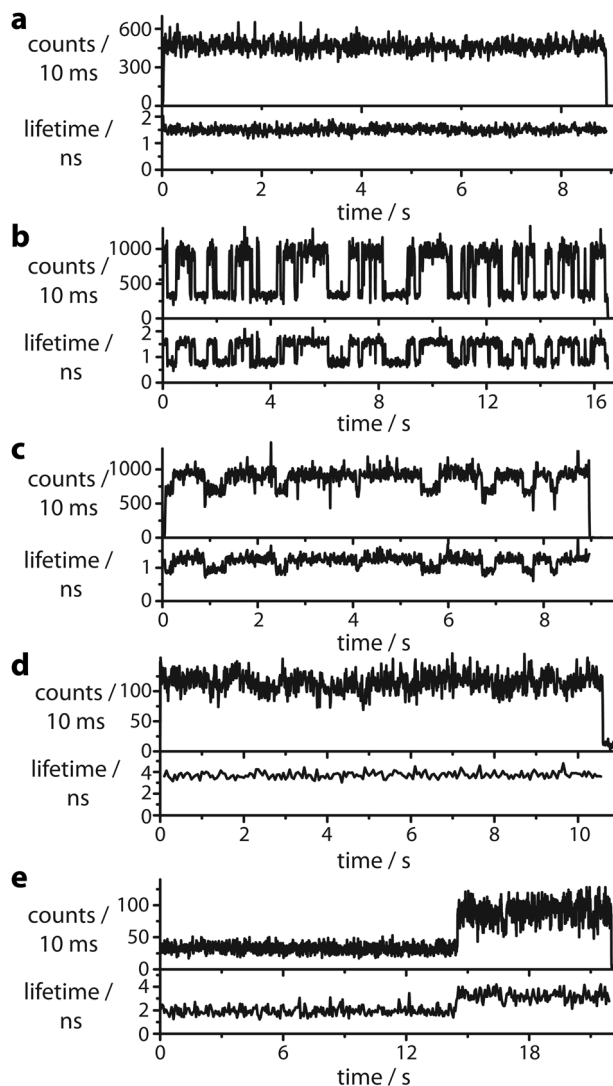 a
counts /
10 ms
600
300
0
lifetime /
ns
2
1
0
0 2 4 6 8
time / s
b
counts /
10 ms
1000
500
0
lifetime /
ns
2
1
0
4 8 12 16
time / s
c
counts /
10 ms
1000
500
0
lifetime /
ns
1
0
0 2 4 6 8
time / s
d
counts /
10 ms
100
50
0
lifetime /
ns
4
2
0
0 2 4 6 8 10
time / s
e
counts /
10 ms
100
50
0
lifetime /
ns
4
2
0
0 6 12 18
time / s